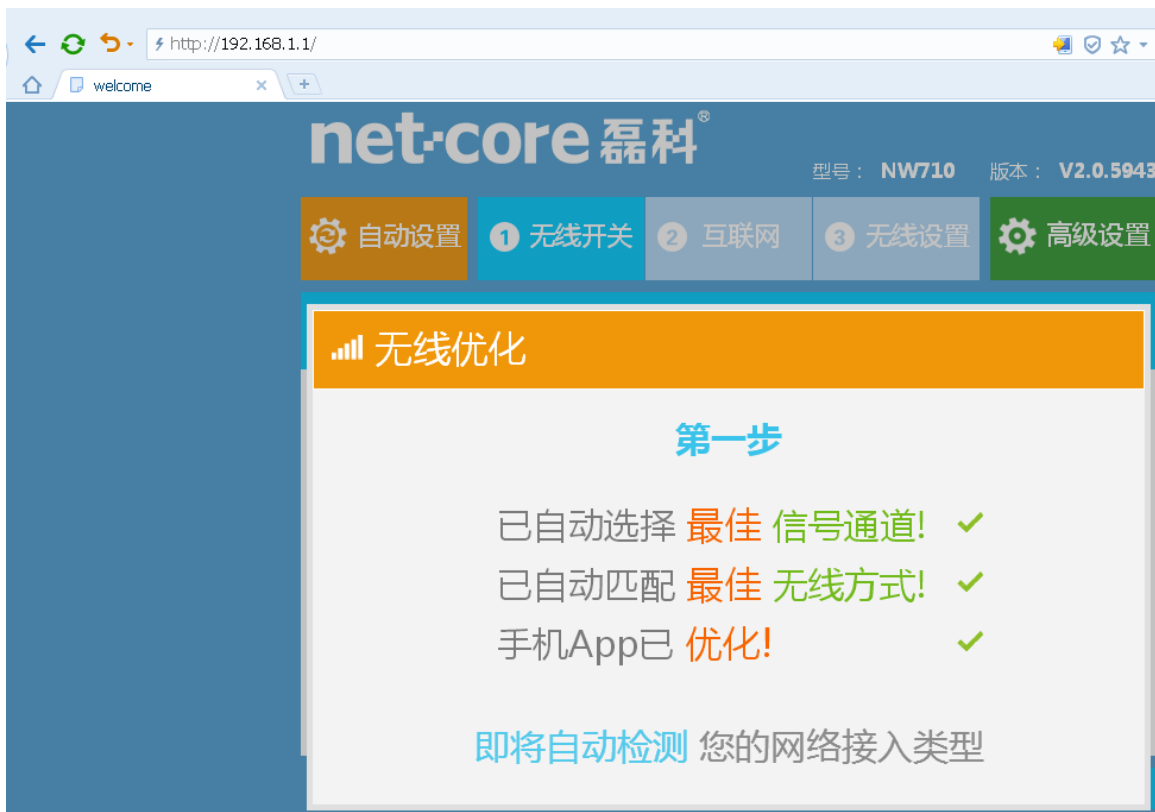 http://192.168.1.1/
welcome
net-core 磊科®
型号： NW710 版本： V2.0.5943
自动设置 1 无线开关 2 互联网 3 无线设置 高级设置
无线优化
第一步
已自动选择 最佳 信号通道!
已自动匹配 最佳 无线方式!
手机App已 优化!
即将自动检测 您的网络接入类型